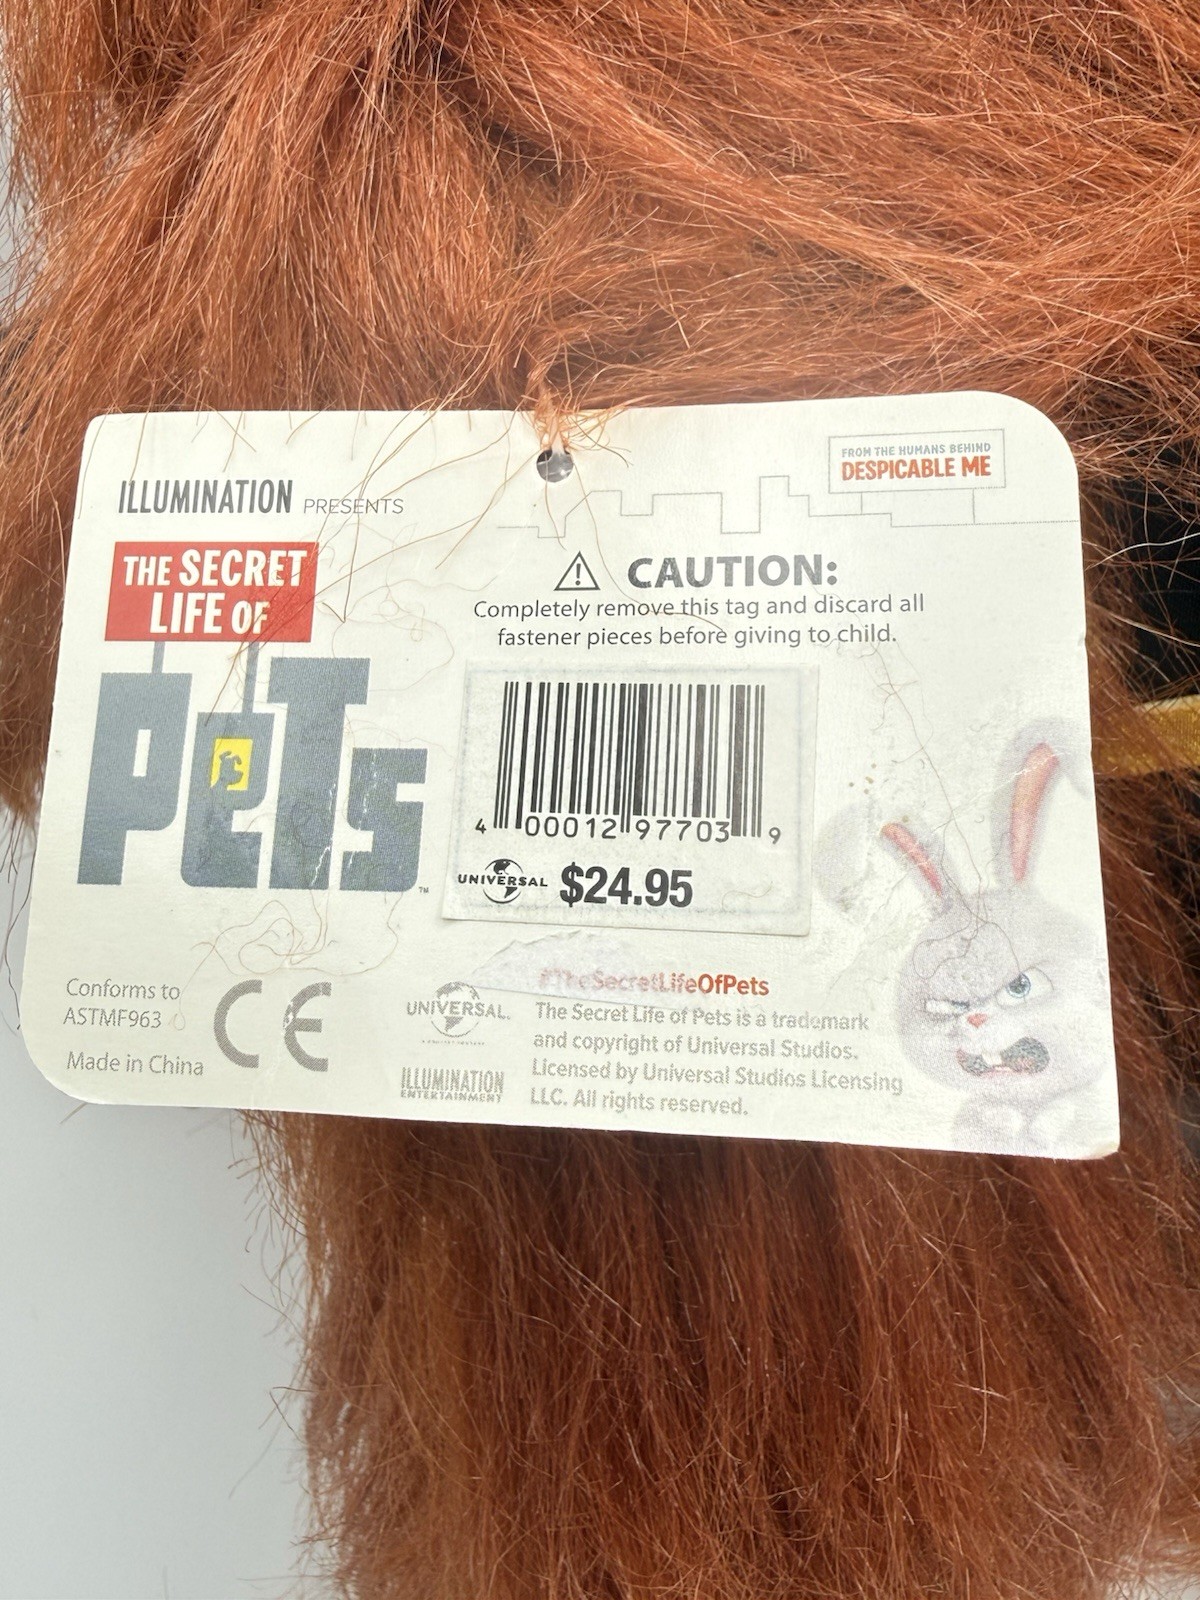 ILLUMINATION PRESENTS
THE SECRET
LIFE OF
PETS
™
FROM THE HUMANS BEHIND
DESPICABLE ME
CAUTION:
Completely remove this tag and discard all
fastener pieces before giving to child.
4 00012 97703 9
UNIVERSAL $24.95
Conforms to
ASTMF963
Made in China
CE
UNIVERSAL.
ILLUMINATION
ENTERTAINMENT
#TheSecretLifeOfPets
The Secret Life of Pets is a trademark
and copyright of Universal Studios.
Licensed by Universal Studios Licensing
LLC. All rights reserved.